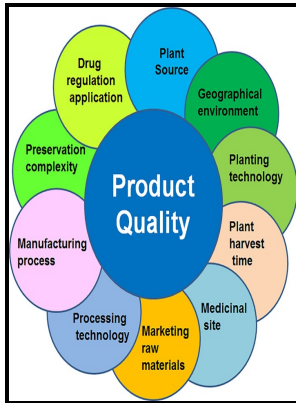 Plant
Source
Geographical
environment
Planting
technology
Plant
harvest
time
Medicinal
site
Marketing
raw
materials
Processing
technology
Manufacturing
process
Preservation
complexity
Drug
regulation
application
Product
Quality